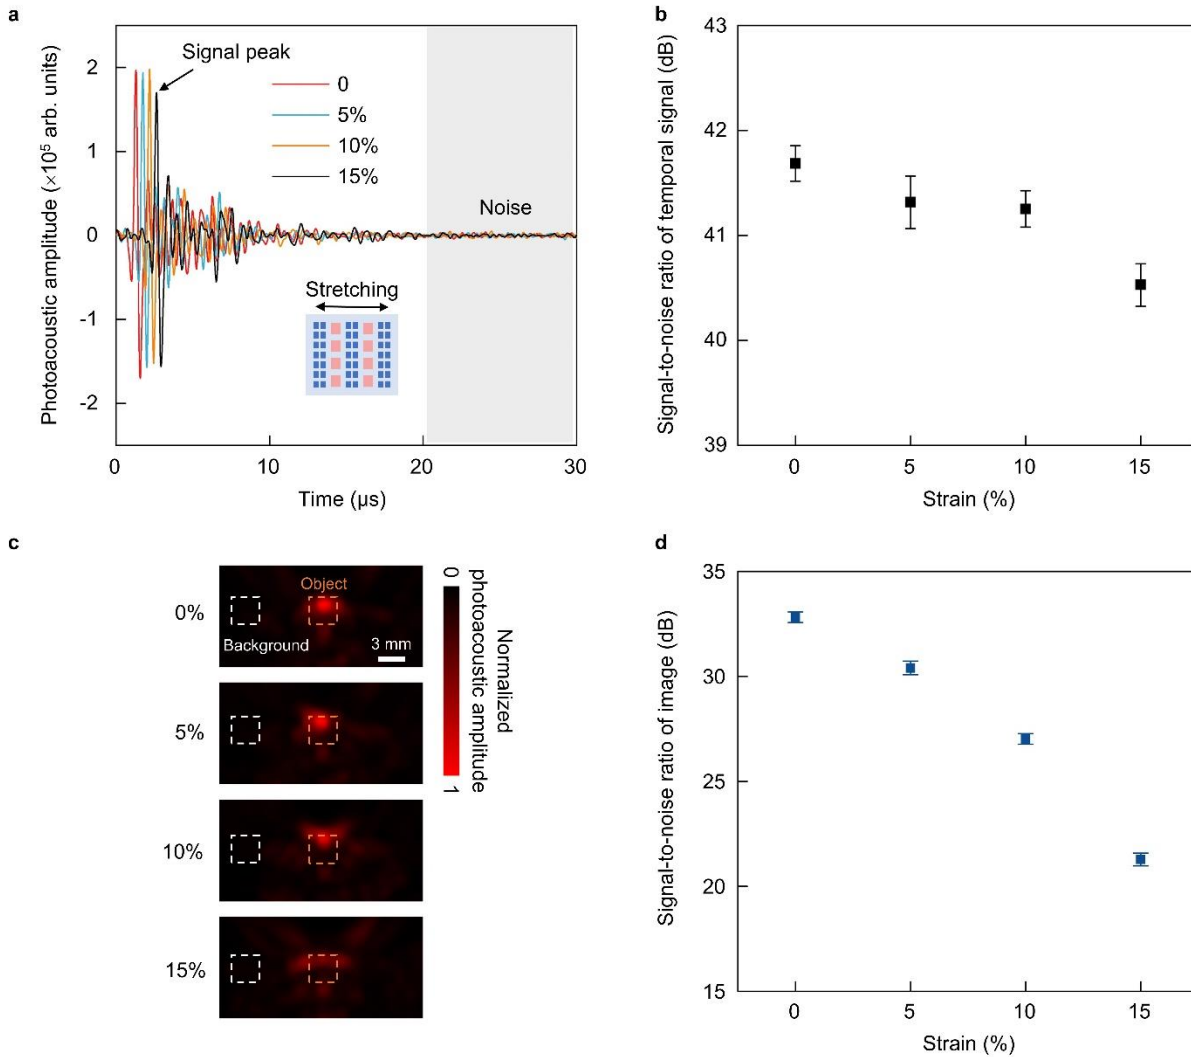 a
Photoacoustic amplitude (×10⁵ arb. units)
2
1
0
-1
-2
Signal peak
0
5%
10%
15%
Noise
Stretching
0
10
20
30
Time (µs)
b
Signal-to-noise ratio of temporal signal (dB)
43
42
41
40
39
0
5
10
15
Strain (%)
c
0%
Object
Background
3 mm
5%
10%
15%
0
1
Normalized
photoacoustic amplitude
d
Signal-to-noise ratio of image (dB)
35
30
25
20
15
0
5
10
15
Strain (%)